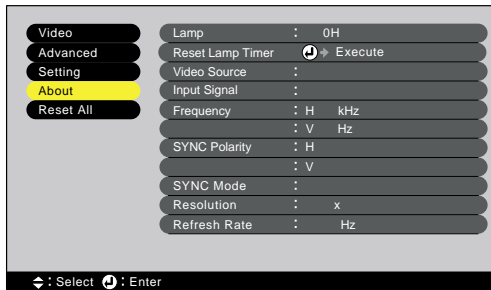 Video
Advanced
Setting
About
Reset All
Lamp : 0H
Reset Lamp Timer Execute
Video Source :
Input Signal :
Frequency : H kHz
: V Hz
SYNC Polarity : H
: V
SYNC Mode :
Resolution : x
Refresh Rate : Hz
: Select : Enter